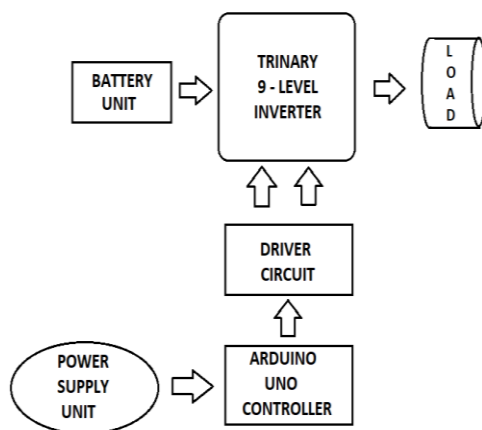 BATTERY
UNIT
TRINARY
9 - LEVEL
INVERTER
L
O
A
D
DRIVER
CIRCUIT
POWER
SUPPLY
UNIT
ARDUINO
UNO
CONTROLLER